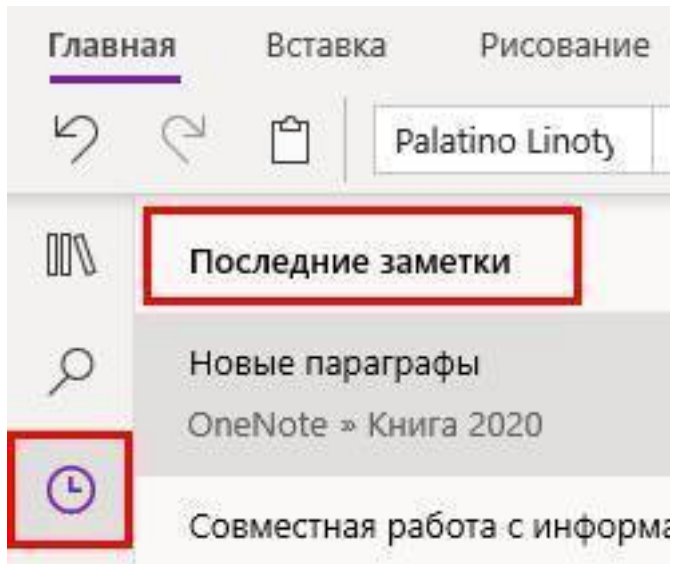 Главная Вставка Рисование
Palatino Linoty
Последние заметки
Новые параграфы
OneNote » Книга 2020
Совместная работа с информа